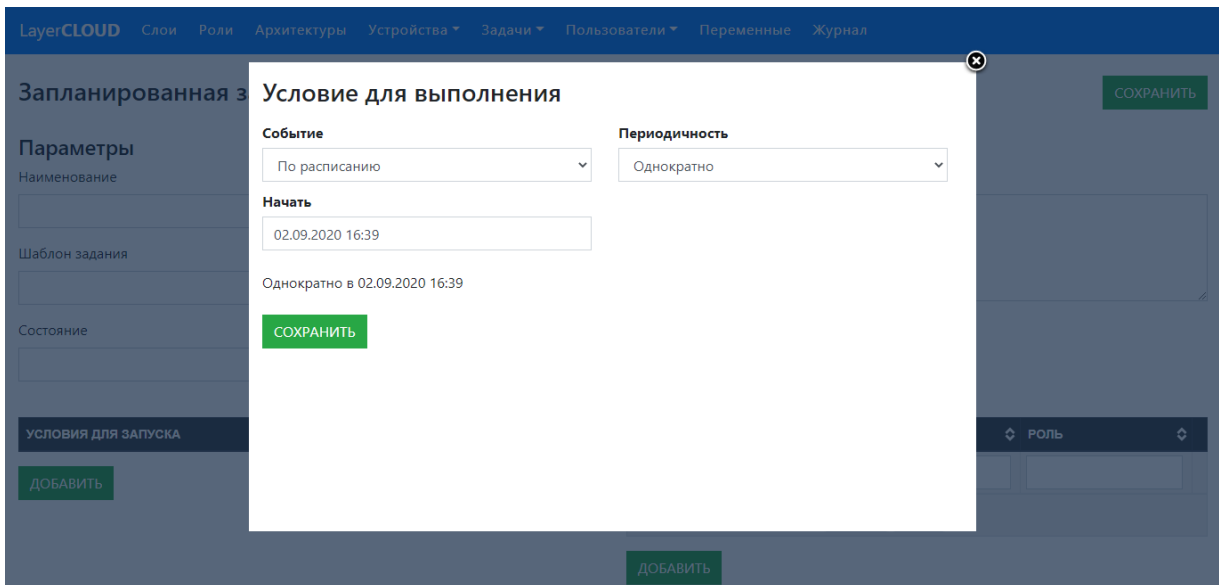 LayerCLOUD Слои Роли Архитектуры Устройства Задачи Пользователи Переменные Журнал
Запланированная з
СОХРАНИТЬ
Условие для выполнения
Событие Периодичность
По расписанию Однократно
Начать
02.09.2020 16:39
Однократно в 02.09.2020 16:39
СОХРАНИТЬ
Параметры
Наименование
Шаблон задания
Состояние
УСЛОВИЯ ДЛЯ ЗАПУСКА РОЛЬ
ДОБАВИТЬ
ДОБАВИТЬ